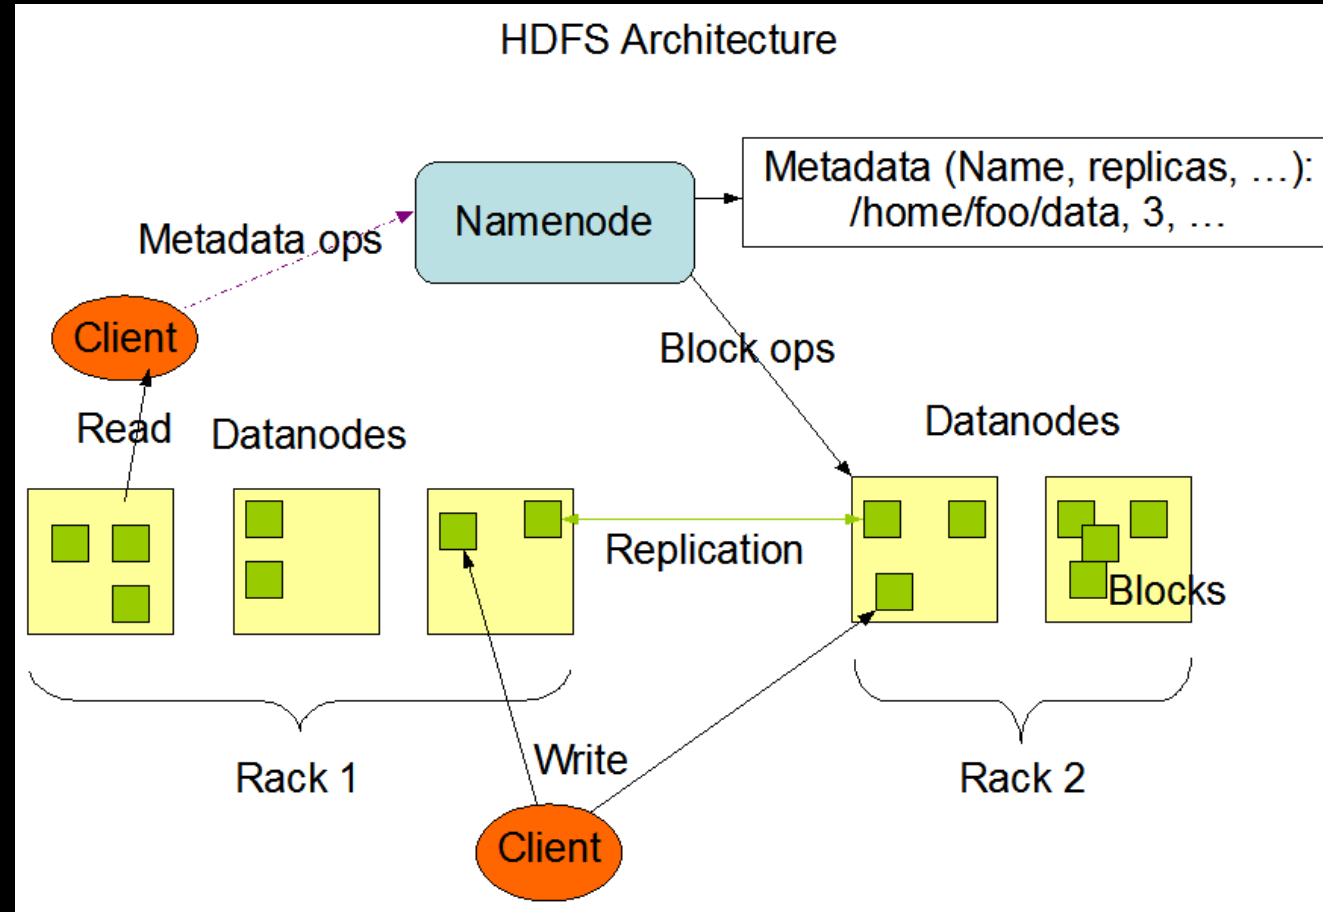 HDFS Architecture
Metadata (Name, replicas, …):
/home/foo/data, 3, …
Namenode
Metadata ops
Client
Block ops
Read
Datanodes
Datanodes
Replication
Blocks
Rack 1
Write
Rack 2
Client